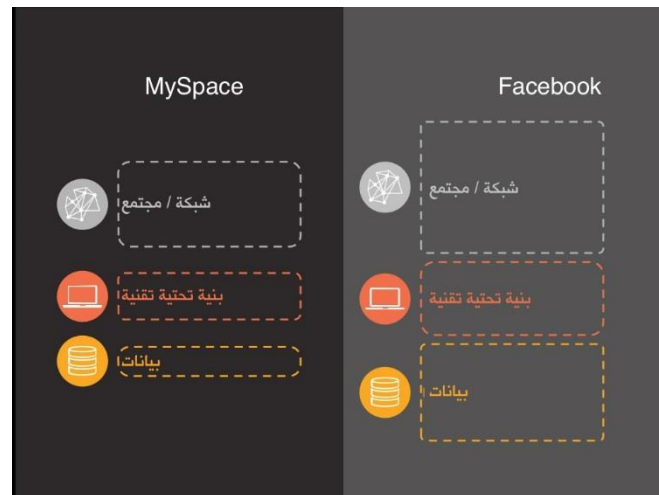 MySpace
شبكة / مجتمع
بنية تحتية تقنية
بيانات
Facebook
شبكة / مجتمع
بنية تحتية تقنية
بيانات